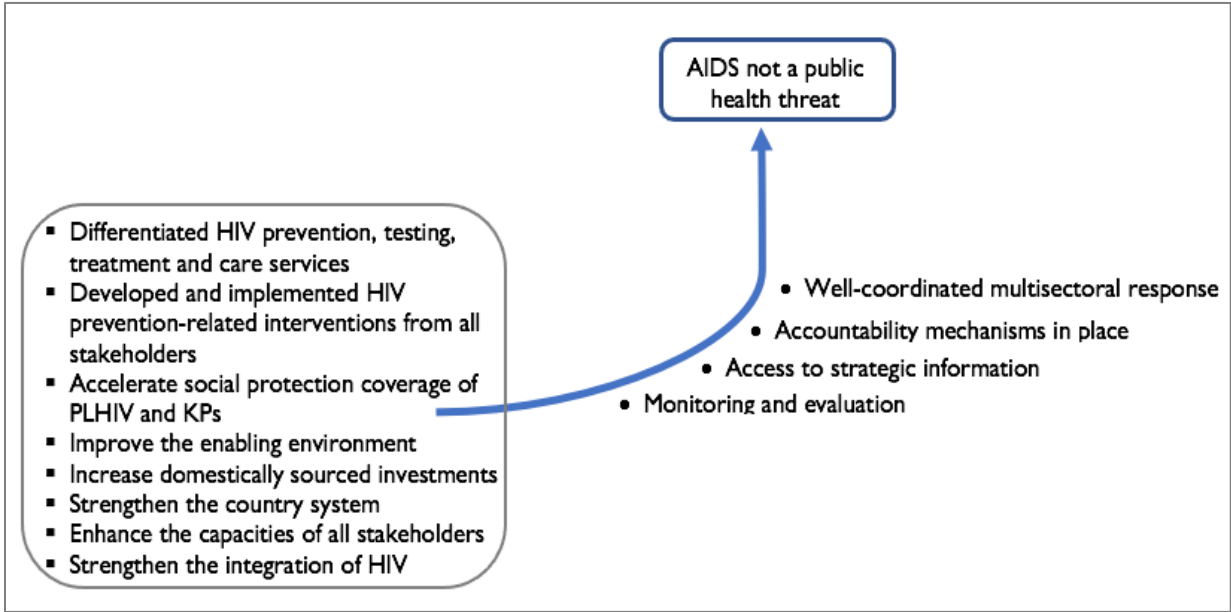 AIDS not a public
health threat
▪ Differentiated HIV prevention, testing,
treatment and care services
▪ Developed and implemented HIV
prevention-related interventions from all
stakeholders
▪ Accelerate social protection coverage of
PLHIV and KPs
▪ Improve the enabling environment
▪ Increase domestically sourced investments
▪ Strengthen the country system
▪ Enhance the capacities of all stakeholders
▪ Strengthen the integration of HIV
• Well-coordinated multisectoral response
• Accountability mechanisms in place
• Access to strategic information
• Monitoring and evaluation